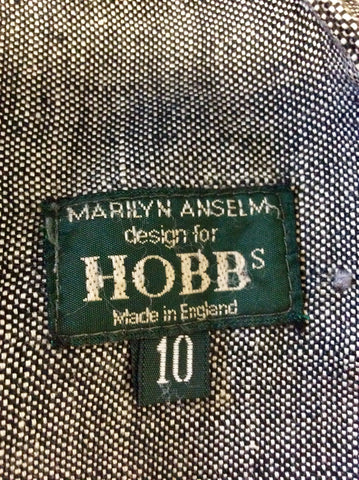 MARILYN ANSELM
design for
HOBBS
Made in England
10